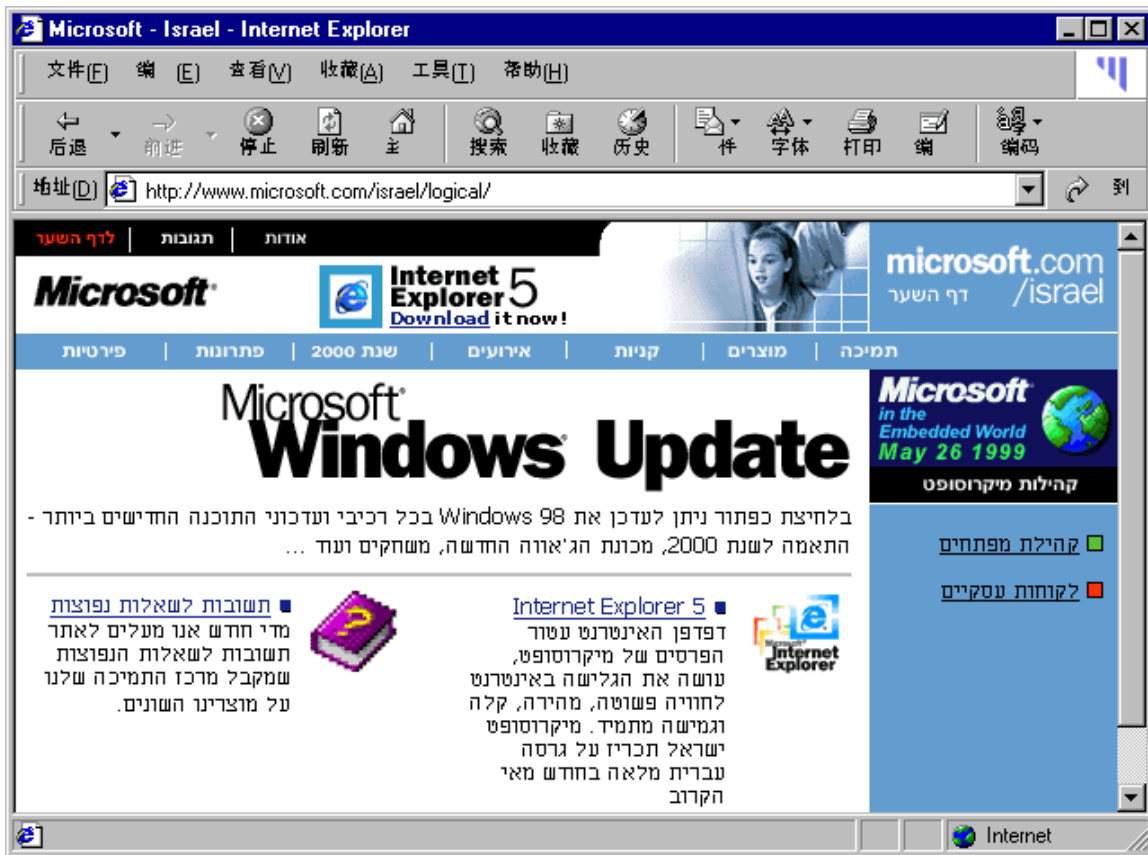 Microsoft - Israel - Internet Explorer
文件(F) 编 (E) 查看(V) 收藏(A) 工具(T) 帮助(H)
后退 前进 停止 刷新 主 搜索 收藏 历史 件 字体 打印 编 编码
地址(D) http://www.microsoft.com/israel/logical/ 到
אודות | תגובות | לדף השער
microsoft.com
/israel
דף השער
Microsoft
Internet
Explorer 5
Download it now!
תמיכה | מוצרים | קניות | אירועים | שנת 2000 | פתרונות | פירטיות
Microsoft
in the
Embedded World
May 26 1999
קהילות מיקרוסופט
קהילת מפתחים
לקוחות עסקיים
Microsoft
Windows Update
בלחיצת כפתור ניתן לעדכן את Windows 98 בכל רכיבי ועדכוני התוכנה החדישים ביותר -
התאמה לשנת 2000, מכונת הג'אווה החדשה, משחקים ועוד ...
Microsoft
Internet
Explorer
Internet Explorer 5
דפדפן האינטרנט עטור
הפרסים של מיקרוסופט,
עושה את הגלישה באינטרנט
לחוויה פשוטה, מהירה, קלה
וגמישה מתמיד. מיקרוסופט
ישראל תכריז על גרסה
עברית מלאה בחודש מאי
הקרוב
תשובות לשאלות נפוצות
מדי חודש אנו מעלים לאתר
תשובות לשאלות הנפוצות
שמקבל מרכז התמיכה שלנו
על מוצרינו השונים.
Internet